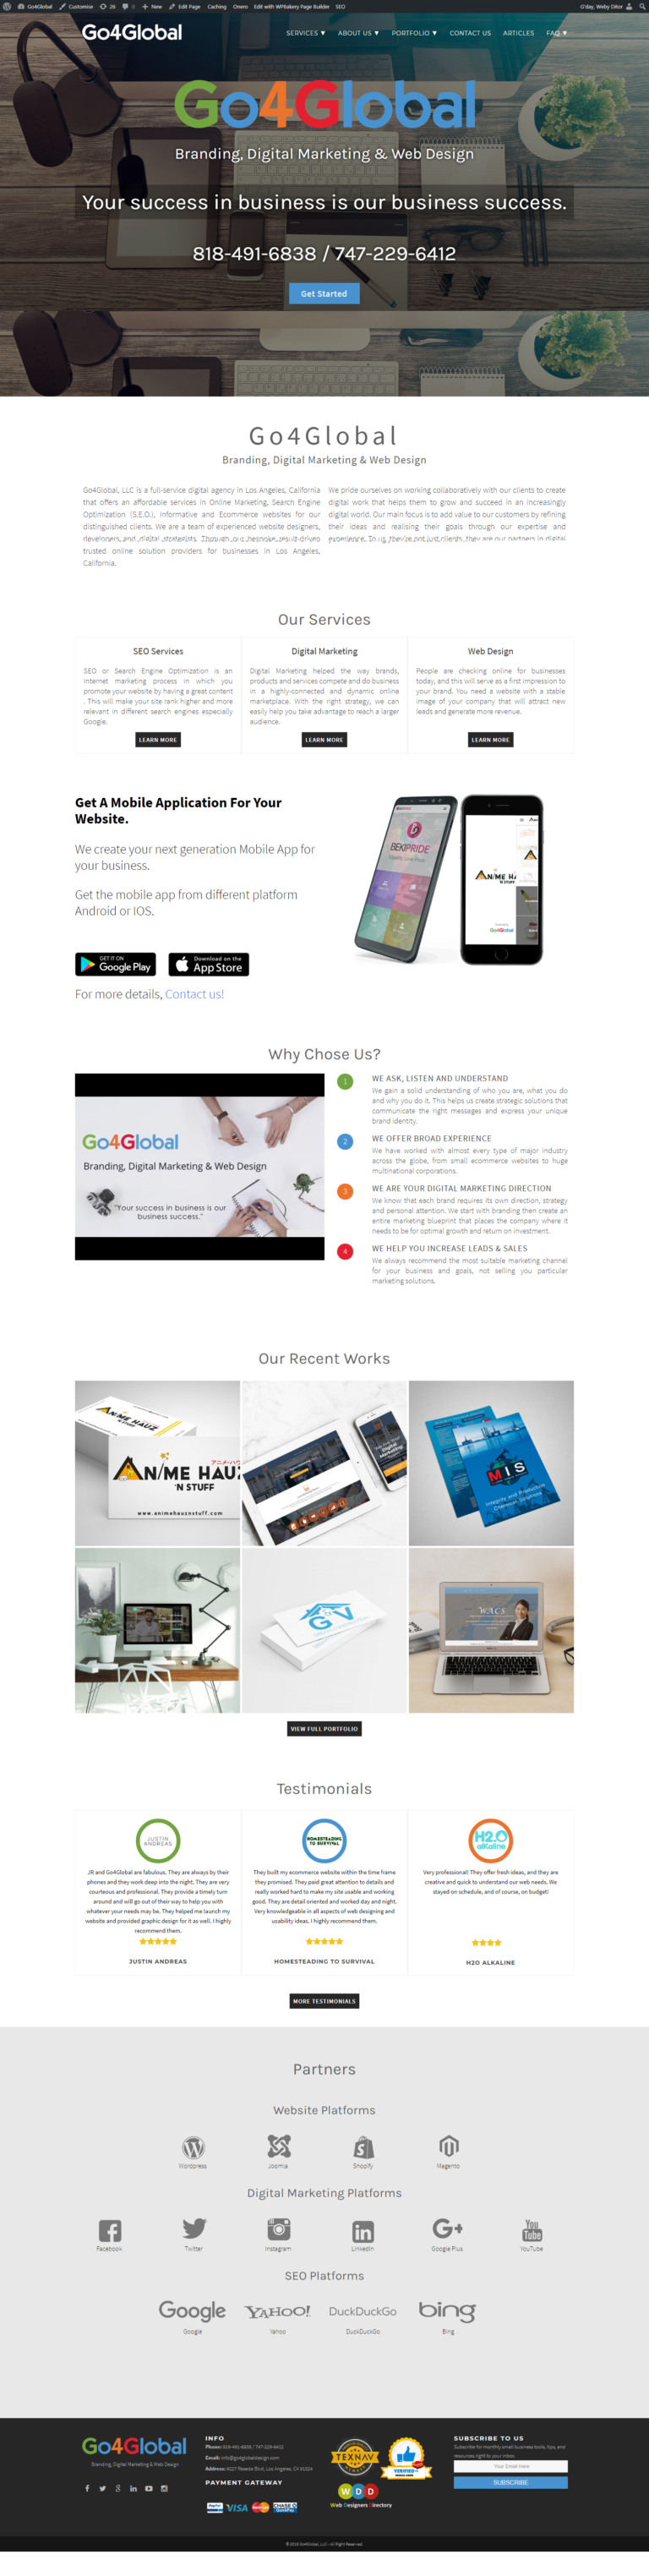 Go4Global Customise 26 0 New Edit Page Caching Onero Edit with WPBakery Page Builder SEO G'day, Weby Ditor
Go4Global
SERVICES ▼ ABOUT US ▼ PORTFOLIO ▼ CONTACT US ARTICLES FAQ ▼
Go4Global
Branding, Digital Marketing & Web Design
Your success in business is our business success.
818-491-6838 / 747-229-6412
Get Started
Go4Global
Branding, Digital Marketing & Web Design
Go4Global, LLC is a full-service digital agency in Los Angeles, California
that offers an affordable services in Online Marketing, Search Engine
Optimization (S.E.O.), Informative and Ecommerce websites for our
distinguished clients. We are a team of experienced website designers,
developers, and digital strategists. Through our bespoke, result-driven
trusted online solution providers for businesses in Los Angeles,
California.
We pride ourselves on working collaboratively with our clients to create
digital work that helps them to grow and succeed in an increasingly
digital world. Our main focus is to add value to our customers by refining
their ideas and realising their goals through our expertise and
experience. To us, they're not just clients, they are our partners in digital
Our Services
SEO Services
SEO or Search Engine Optimization is an
internet marketing process in which you
promote your website by having a great content
. This will make your site rank higher and more
relevant in different search engines especially
Google.
LEARN MORE
Digital Marketing
Digital Marketing helped the way brands,
products and services compete and do business
in a highly-connected and dynamic online
marketplace. With the right strategy, we can
easily help you take advantage to reach a larger
audience.
LEARN MORE
Web Design
People are checking online for businesses
today, and this will serve as a first impression to
your brand. You need a website with a stable
image of your company that will attract new
leads and generate more revenue.
LEARN MORE
Get A Mobile Application For Your
Website.
We create your next generation Mobile App for
your business.
Get the mobile app from different platform
Android or IOS.
GET IT ON
Google Play
Download on the
App Store
For more details, Contact us!
BEKIPRIDE
Go4Global
Why Chose Us?
Go4Global
Branding, Digital Marketing & Web Design
"Your success in business is our
business success."
1
WE ASK, LISTEN AND UNDERSTAND
We gain a solid understanding of who you are, what you do
and why you do it. This helps us create strategic solutions that
communicate the right messages and express your unique
brand identity.
2
WE OFFER BROAD EXPERIENCE
We have worked with almost every type of major industry
across the globe, from small ecommerce websites to huge
multinational corporations.
3
WE ARE YOUR DIGITAL MARKETING DIRECTION
We know that each brand requires its own direction, strategy
and personal attention. We start with branding then create an
entire marketing blueprint that places the company where it
needs to be for optimal growth and return on investment.
4
WE HELP YOU INCREASE LEADS & SALES
We always recommend the most suitable marketing channel
for your business and goals, not selling you particular
marketing solutions.
Our Recent Works
ANIME HAUZ
'N STUFF
www.animehauznstuff.com
MIS
Integrity and Production
Chemical Solutions
G&V
WACS
VIEW FULL PORTFOLIO
Testimonials
JUSTIN
ANDREAS
JR and Go4Global are fabulous. They are always by their
phones and they work deep into the night. They are very
courteous and professional. They provide a timely turn
around and will go out of their way to help you with
whatever your needs may be. They helped me launch my
website and provided graphic design for it as well. I highly
recommend them.
JUSTIN ANDREAS
HOMESTEADING
TO SURVIVAL
They built my ecommerce website within the time frame
they promised. They paid great attention to details and
really worked hard to make my site usable and working
good. They are detail oriented and worked day and night.
Very knowledgeable in all aspects of web designing and
usability ideas. I highly recommend them.
HOMESTEADING TO SURVIVAL
H2.O
alKaline
Very professional! They offer fresh ideas, and they are
creative and quick to understand our web needs. We
stayed on schedule, and of course, on budget!
H2O ALKALINE
MORE TESTIMONIALS
Partners
Website Platforms
Wordpress
Joomla
Shopify
Magento
Digital Marketing Platforms
Facebook
Twitter
Instagram
LinkedIn
Google Plus
YouTube
SEO Platforms
Google
YAHOO!
DuckDuckGo
bing
Google
Yahoo
DuckDuckGo
Bing
Go4Global
Branding, Digital Marketing & Web Design
INFO
Phone: 818-491-6838 / 747-229-6412
Email: info@go4globaldesign.com
PAYMENT GATEWAY
PayPal VISA
CHASE
QuickPay
TEXNAV
VERIFIED
WDD
Web Designers Directory
SUBSCRIBE TO US
Subscribe for monthly small business tools, tips, and
resources right to your inbox
Your Email Here
SUBSCRIBE
© 2018 Go4Global, LLC - All Right Reserved